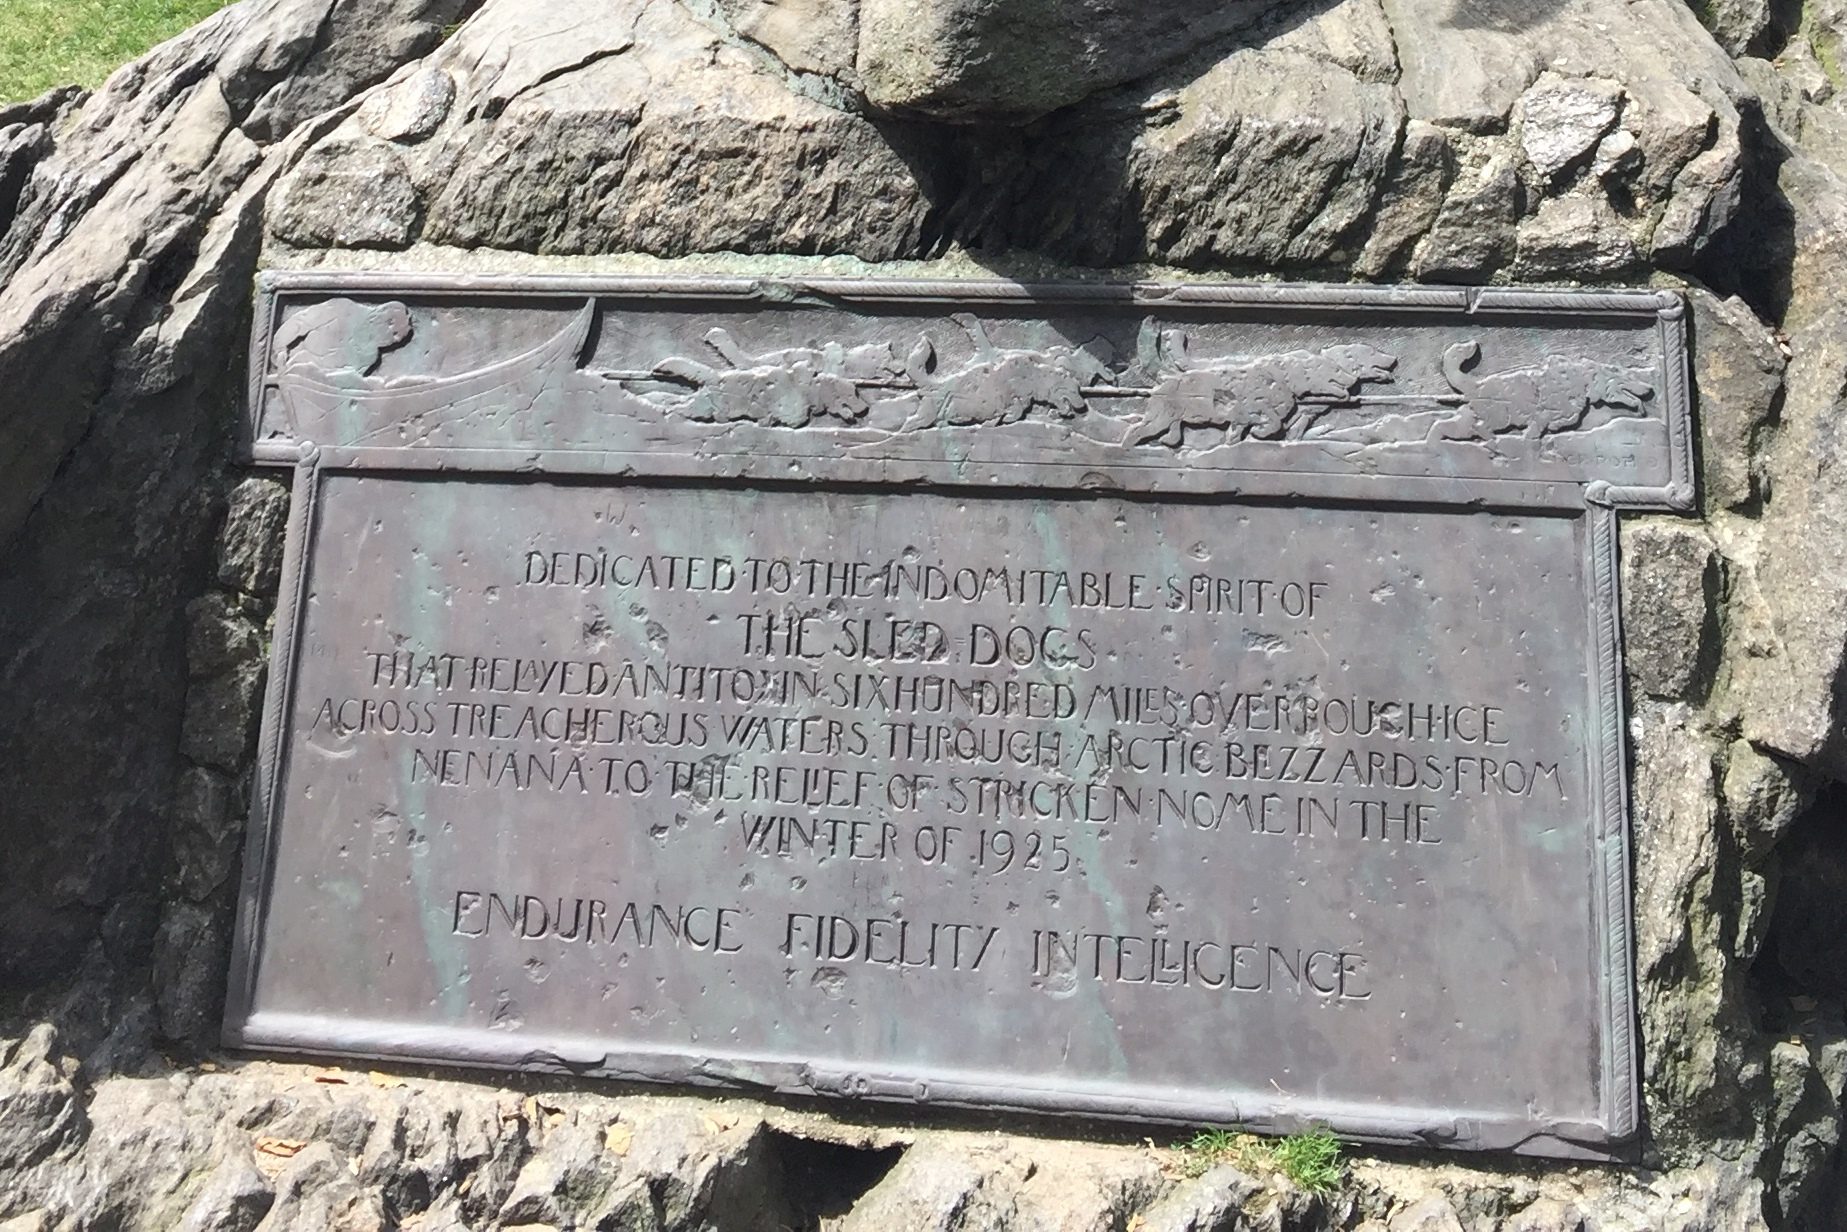 DEDICATED·TO·THE·INDOMITABLE·SPIRIT·OF
THE SLED·DOGS
THAT·RELAYED ANTITOXIN·SIX HUNDRED MILES·OVER ROUGH·ICE
ACROSS TREACHEROUS WATERS·THROUGH·ARCTIC BEZZARDS·FROM
NENANA·TO·THE·RELIEF·OF·STRICKEN·NOME IN THE
WINTER OF 1925
ENDURANCE FIDELITY INTELLIGENCE